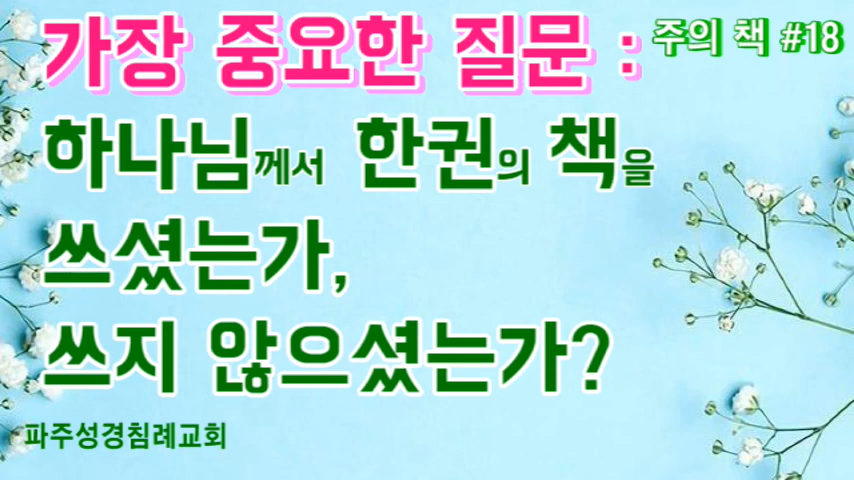 가장 중요한 질문 :
주의 책 #18
하나님께서 한권의 책을
쓰셨는가,
쓰지 않으셨는가?
파주성경침례교회